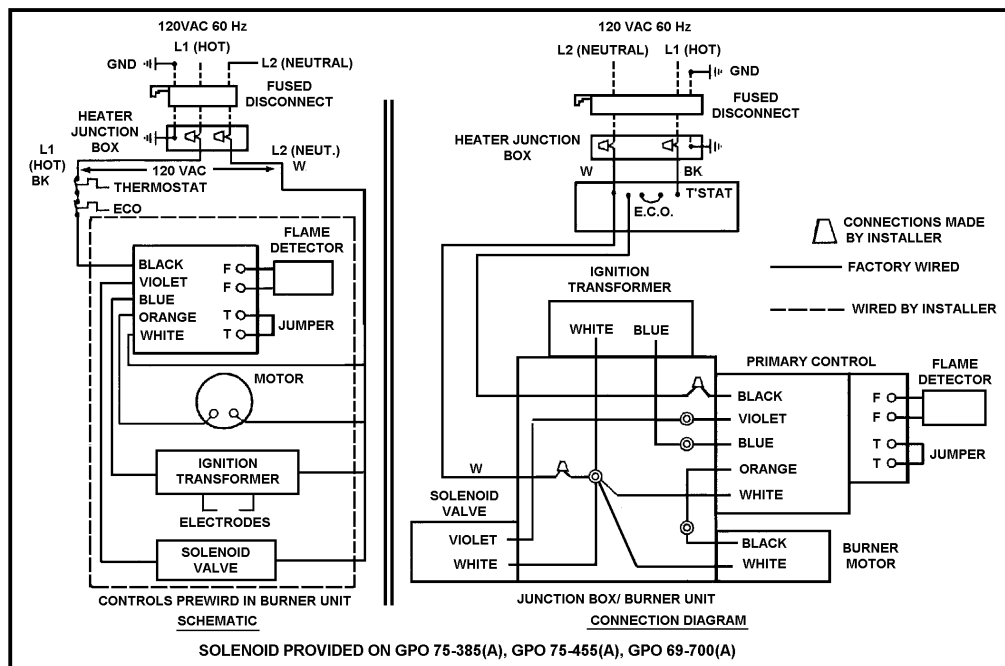 120VAC 60 Hz
L1 (HOT)
GND
L2 (NEUTRAL)
FUSED
DISCONNECT
HEATER
JUNCTION
BOX
L1
(HOT)
BK
L2 (NEUT.)
W
120 VAC
THERMOSTAT
ECO
FLAME
DETECTOR
BLACK
VIOLET
BLUE
ORANGE
WHITE
F
F
T
T
JUMPER
MOTOR
IGNITION
TRANSFORMER
ELECTRODES
SOLENOID
VALVE
CONTROLS PREWIRD IN BURNER UNIT
SCHEMATIC
120 VAC 60 Hz
L2 (NEUTRAL)
L1 (HOT)
GND
FUSED
DISCONNECT
HEATER JUNCTION
BOX
W
BK
T'STAT
E.C.O.
CONNECTIONS MADE
BY INSTALLER
FACTORY WIRED
WIRED BY INSTALLER
IGNITION
TRANSFORMER
WHITE
BLUE
PRIMARY CONTROL
FLAME
DETECTOR
BLACK
VIOLET
BLUE
ORANGE
WHITE
F
F
T
T
JUMPER
W
SOLENOID
VALVE
VIOLET
WHITE
BLACK
WHITE
BURNER
MOTOR
JUNCTION BOX/ BURNER UNIT
CONNECTION DIAGRAM
SOLENOID PROVIDED ON GPO 75-385(A), GPO 75-455(A), GPO 69-700(A)